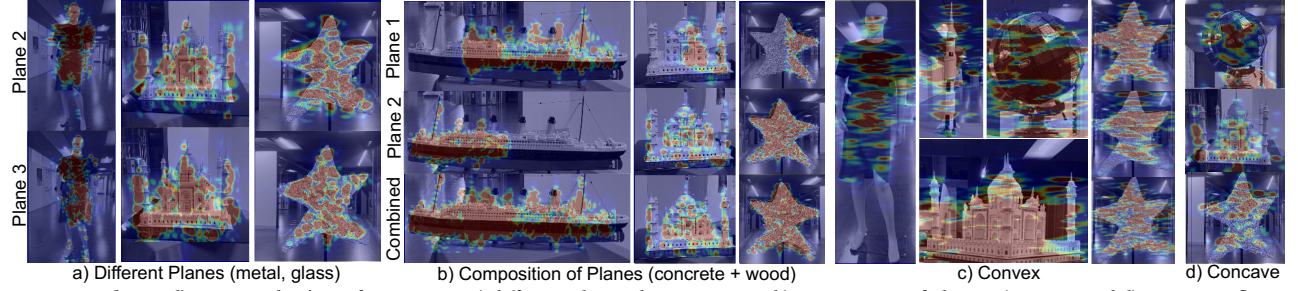 Plane 2
Plane 3
Plane 1
Plane 2
Combined
a) Different Planes (metal, glass)
b) Composition of Planes (concrete + wood)
c) Convex
d) Concave